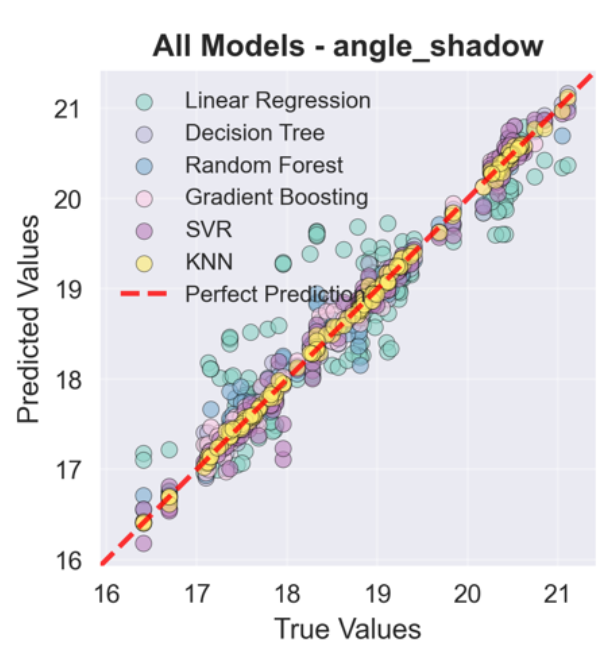 All Models - angle_shadow
Linear Regression
Decision Tree
Random Forest
Gradient Boosting
SVR
KNN
Perfect Prediction
Predicted Values
21
20
19
18
17
16
16 17 18 19 20 21
True Values